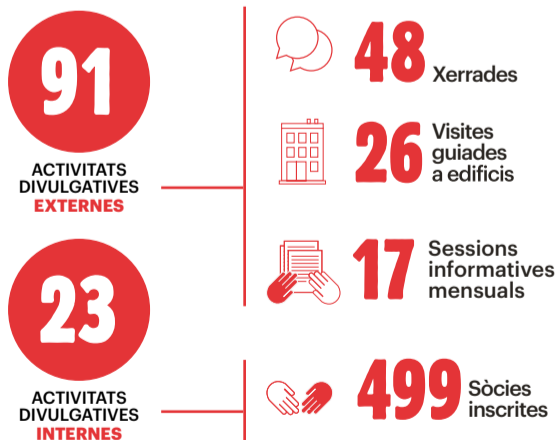 91
ACTIVITATS
DIVULGATIVES
EXTERNES
48 Xerrades
26 Visites
guiades
a edificis
17 Sessions
informatives
mensuals
23
ACTIVITATS
DIVULGATIVES
INTERNES
499 Sòcies
inscrites